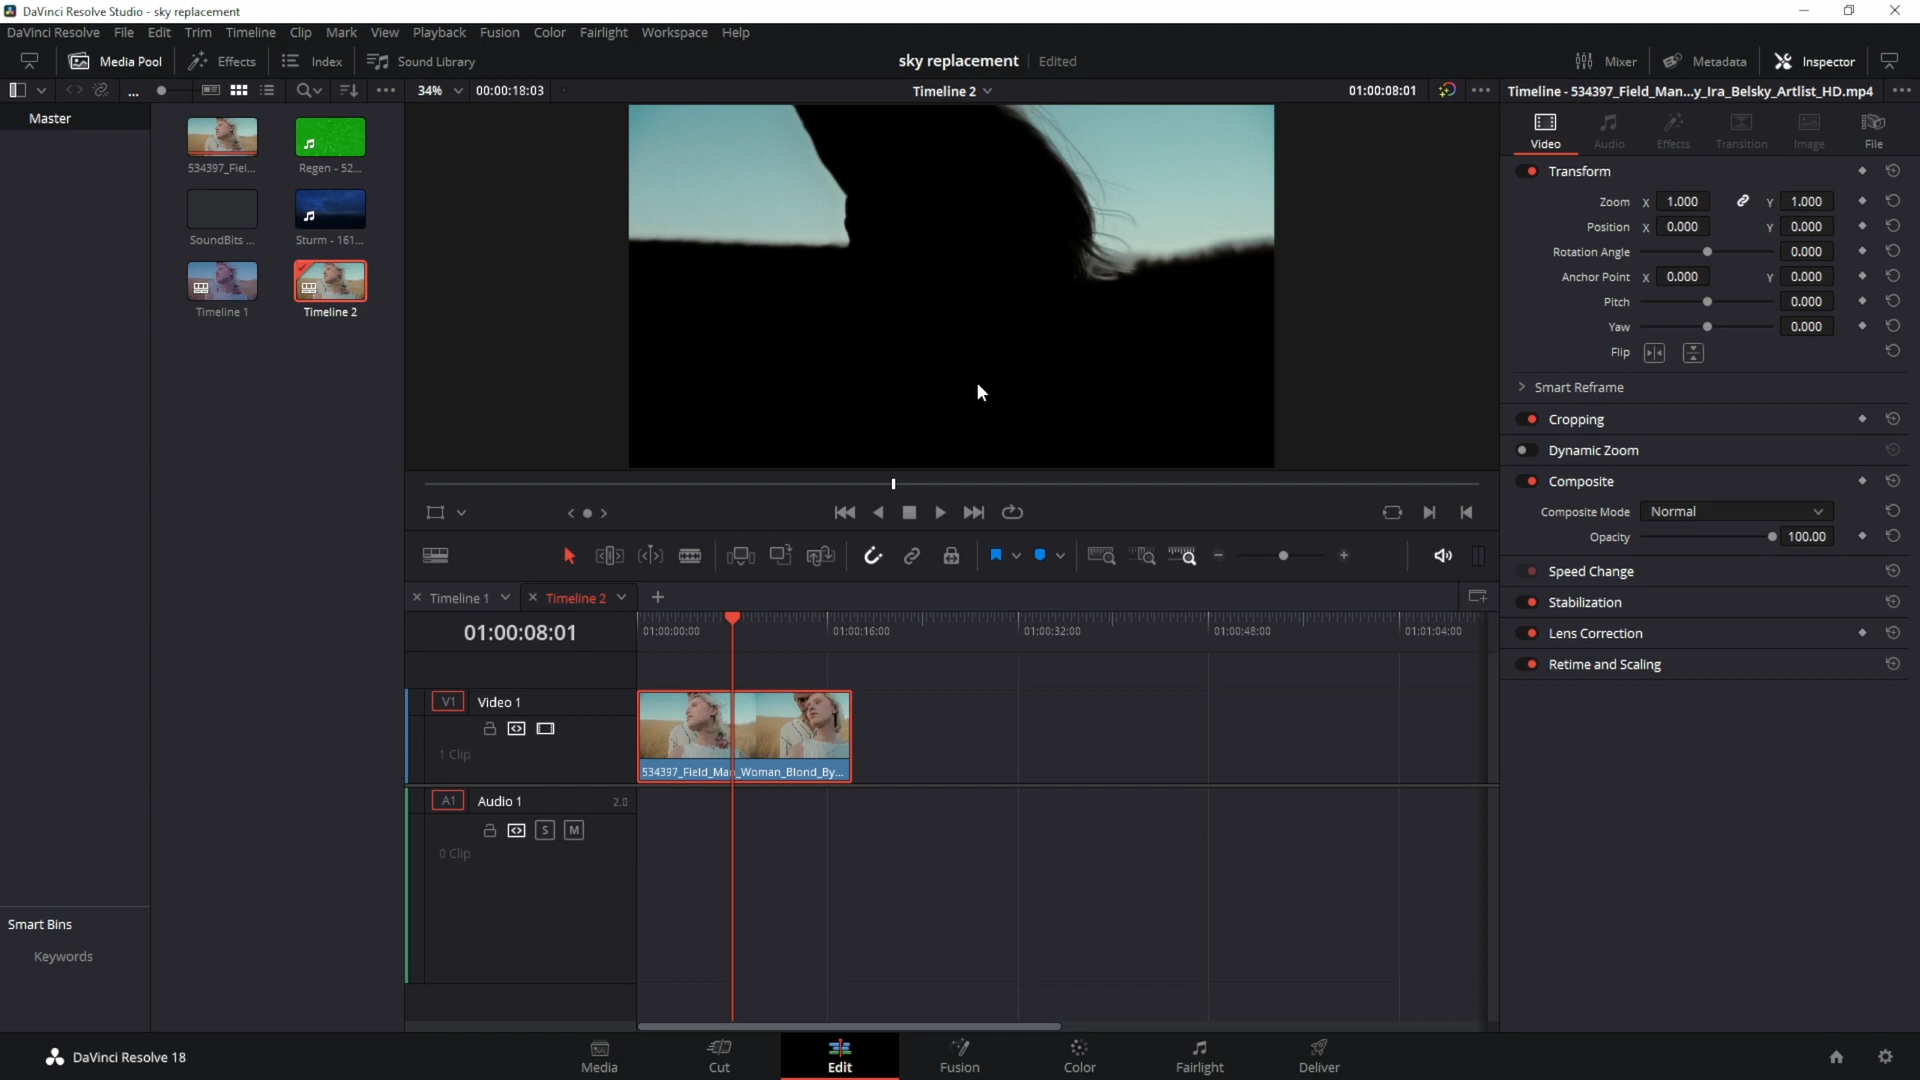 DaVinci Resolve Studio - sky replacement
DaVinci Resolve File Edit Trim Timeline Clip Mark View Playback Fusion Color Fairlight Workspace Help
Media Pool Effects Index Sound Library sky replacement Edited Mixer Metadata Inspector
34% 00:00:18:03 Timeline 2 01:00:08:01 Timeline - 534397_Field_Man...y_Ira_Belsky_Artlist_HD.mp4
Master
534397_Fiel...
Regen - 52...
SoundBits ...
Sturm - 161...
Timeline 1
Timeline 2
Smart Bins
Keywords
Video Audio Effects Transition Image File
Transform
Zoom X 1.000 Y 1.000
Position X 0.000 Y 0.000
Rotation Angle 0.000
Anchor Point X 0.000 Y 0.000
Pitch 0.000
Yaw 0.000
Flip
Smart Reframe
Cropping
Dynamic Zoom
Composite
Composite Mode Normal
Opacity 100.00
Speed Change
Stabilization
Lens Correction
Retime and Scaling
Timeline 1 Timeline 2
01:00:08:01
01:00:00:00 01:00:16:00 01:00:32:00 01:00:48:00 01:01:04:00
V1 Video 1
1 Clip
534397_Field_Man_Woman_Blond_By...
A1 Audio 1 2.0
S M
0 Clip
DaVinci Resolve 18
Media Cut Edit Fusion Color Fairlight Deliver